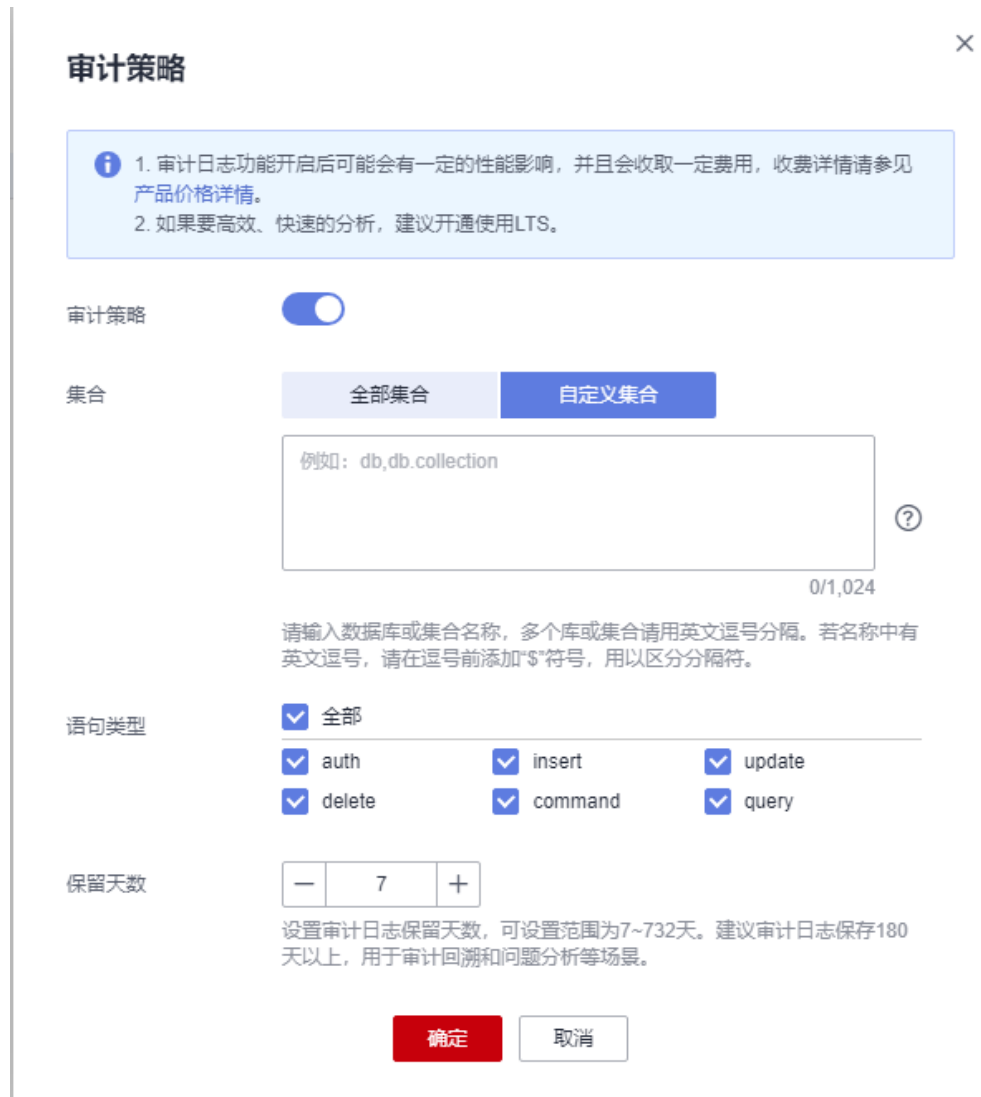 审计策略
1. 审计日志功能开启后可能会有一定的性能影响，并且会收取一定费用，收费详情请参见
产品价格详情。
2. 如果要高效、快速的分析，建议开通使用LTS。
审计策略
集合
全部集合
自定义集合
例如：db,db.collection
0/1,024
请输入数据库或集合名称，多个库或集合请用英文逗号分隔。若名称中有
英文逗号，请在逗号前添加“$”符号，用以区分分隔符。
语句类型
全部
auth insert update
delete command query
保留天数
7
设置审计日志保留天数，可设置范围为7~732天。建议审计日志保存180
天以上，用于审计回溯和问题分析等场景。
确定 取消